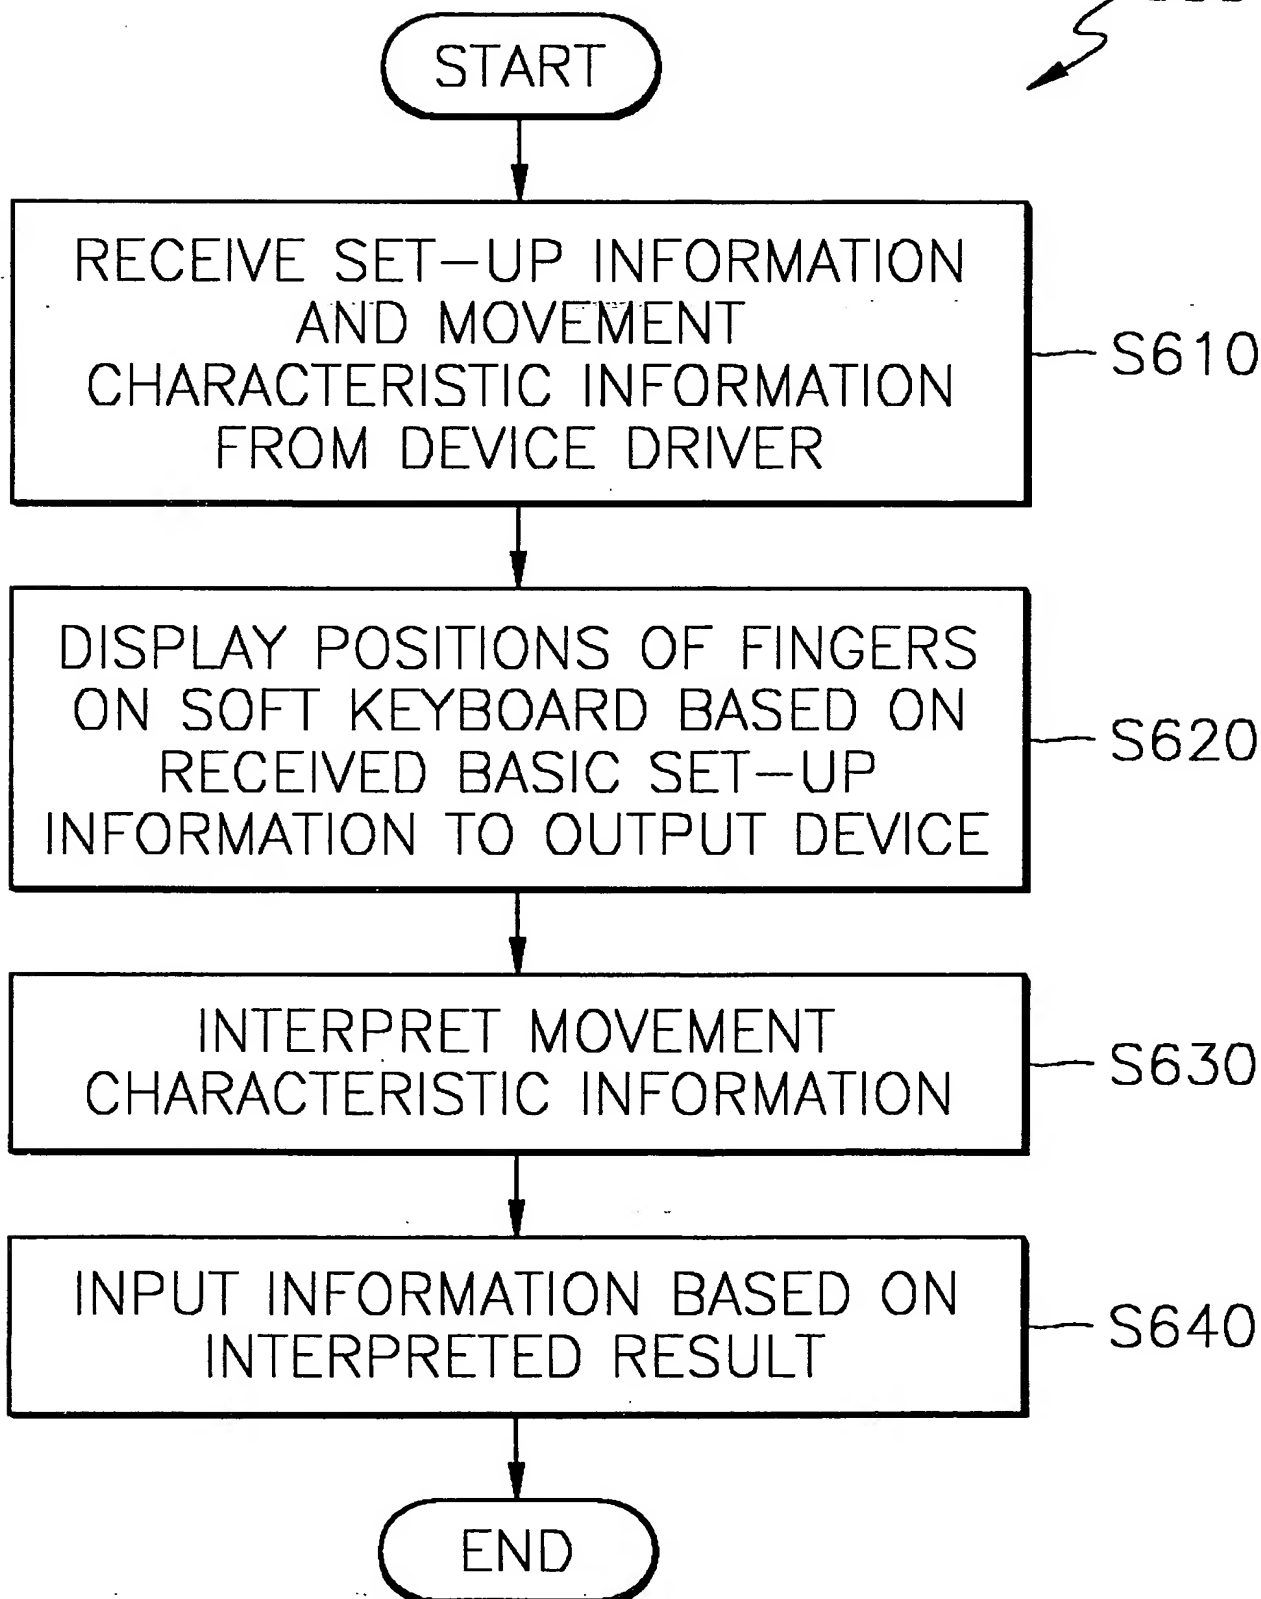 START
RECEIVE SET-UP INFORMATION
AND MOVEMENT
CHARACTERISTIC INFORMATION
FROM DEVICE DRIVER
S610
DISPLAY POSITIONS OF FINGERS
ON SOFT KEYBOARD BASED ON
RECEIVED BASIC SET-UP
INFORMATION TO OUTPUT DEVICE
S620
INTERPRET MOVEMENT
CHARACTERISTIC INFORMATION
S630
INPUT INFORMATION BASED ON
INTERPRETED RESULT
S640
END